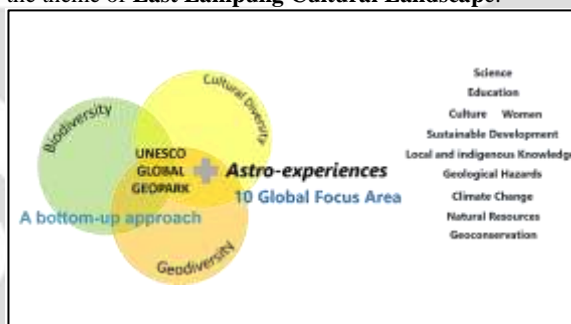 the theme of East Lampung Cultural Landscape.
Biodiversity
Cultural Diversity
UNESCO
GLOBAL
GEOPARK
Astro-experiences
10 Global Focus Area
A bottom-up approach
Geodiversity
Science
Education
Culture Women
Sustainable Development
Local and indigenous Knowledge
Geological Hazards
Climate Change
Natural Resources
Geoconservation